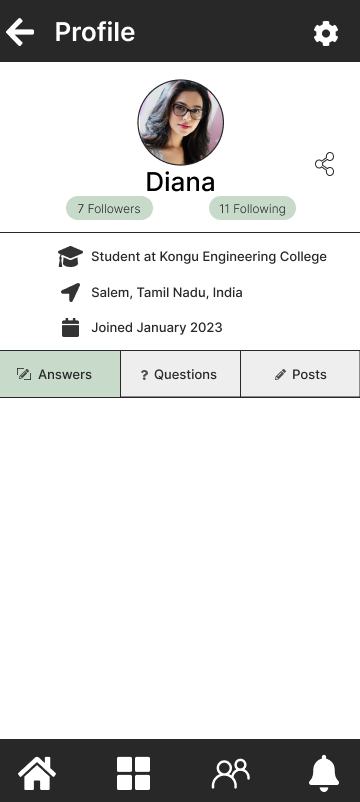 Profile
Diana
7 Followers 11 Following
Student at Kongu Engineering College
Salem, Tamil Nadu, India
Joined January 2023
Answers ? Questions Posts